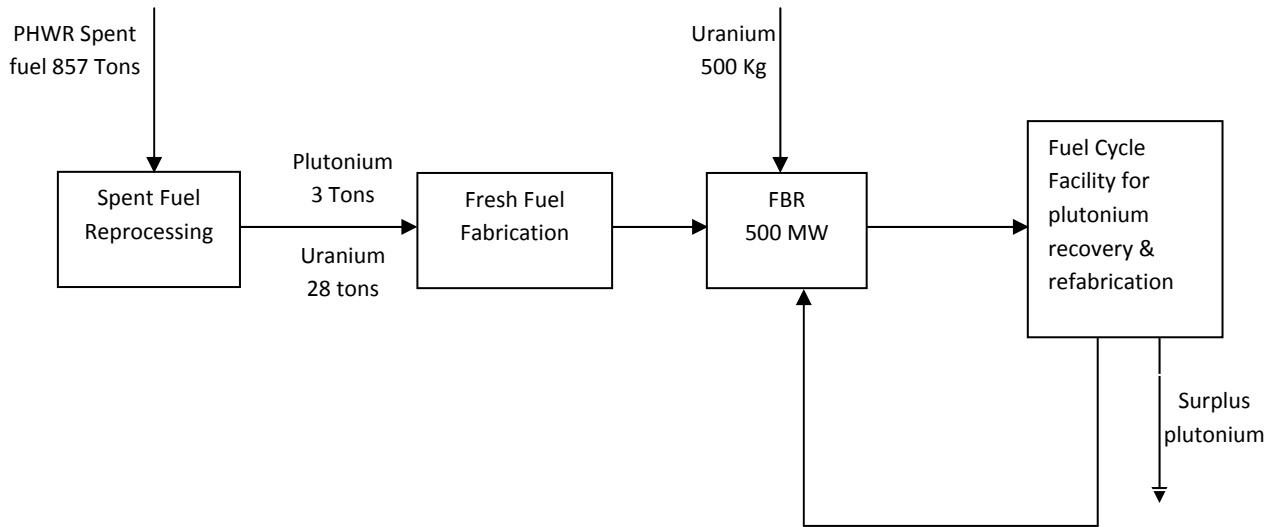 PHWR Spent
fuel 857 Tons
Uranium
500 Kg
Spent Fuel
Reprocessing
Plutonium
3 Tons
Uranium
28 tons
Fresh Fuel
Fabrication
FBR
500 MW
Fuel Cycle
Facility for
plutonium
recovery &
refabrication
Surplus
plutonium